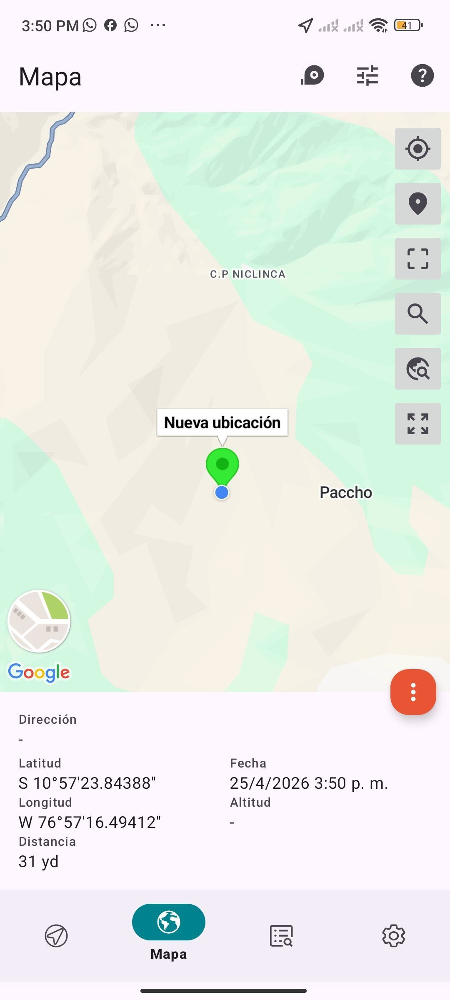 3:50 PM
41
Mapa
C.P NICLINCA
Nueva ubicación
Paccho
Google
Dirección
-
Latitud
S 10°57'23.84388"
Fecha
25/4/2026 3:50 p. m.
Longitud
W 76°57'16.49412"
Altitud
-
Distancia
31 yd
Mapa